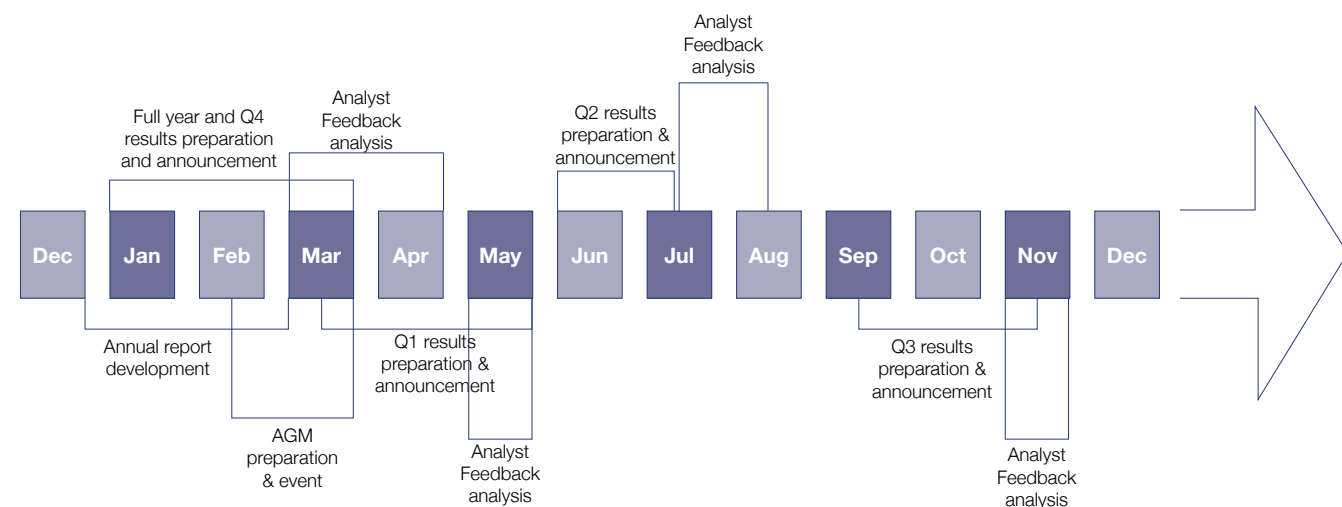 Analyst
Feedback
analysis
Full year and Q4
results preparation
and announcement
Analyst
Feedback
analysis
Q2 results
preparation &
announcement
Dec
Jan
Feb
Mar
Apr
May
Jun
Jul
Aug
Sep
Oct
Nov
Dec
Annual report
development
Q1 results
preparation &
announcement
Q3 results
preparation &
announcement
AGM
preparation
& event
Analyst
Feedback
analysis
Analyst
Feedback
analysis